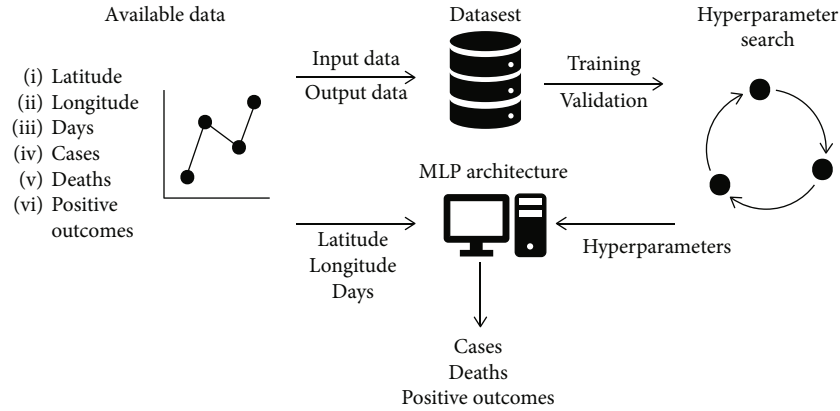 Available data
(i) Latitude
(ii) Longitude
(iii) Days
(iv) Cases
(v) Deaths
(vi) Positive
outcomes
Input data
Output data
Datasest
Training
Validation
Hyperparameter
search
Latitude
Longitude
Days
MLP architecture
Hyperparameters
Cases
Deaths
Positive outcomes